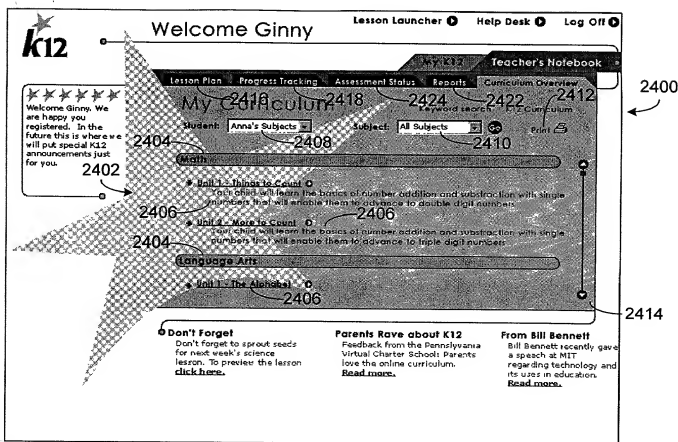 Welcome Ginny
Lesson Launcher Help Desk Log Off
k12
My K12 Teacher's Notebook
Lesson Plan Progress Tracking Assessment Status Reports Curriculum Overview
2416 2418 2424 2422 2412
2400
My Curriculum
Keyword search K12 Curriculum
Print
Welcome Ginny. We
are happy you
registered. In the
future this is where we
will put special K12
announcements just
for you.
2402
Student: Anna's Subjects Subject: All Subjects Go
2404 2408 2410
Math
Unit 1 - Things to Count
Your child will learn the basics of number addition and substraction with single
numbers that will enable them to advance to double digit numbers
2406
Unit 2 - More to Count 2406
Your child will learn the basics of number addition and substraction with single
numbers that will enable them to advance to triple digit numbers
2404
Language Arts
Unit 1 - The Alphabet
2406
2414
Don't Forget
Don't forget to sprout seeds
for next week's science
lesson. To preview the lesson
click here.
Parents Rave about K12
Feedback from the Pennsylvania
Virtual Charter School: Parents
love the online curriculum.
Read more.
From Bill Bennett
Bill Bennett recently gave
a speech at MIT
regarding technology and
its uses in education.
Read more.